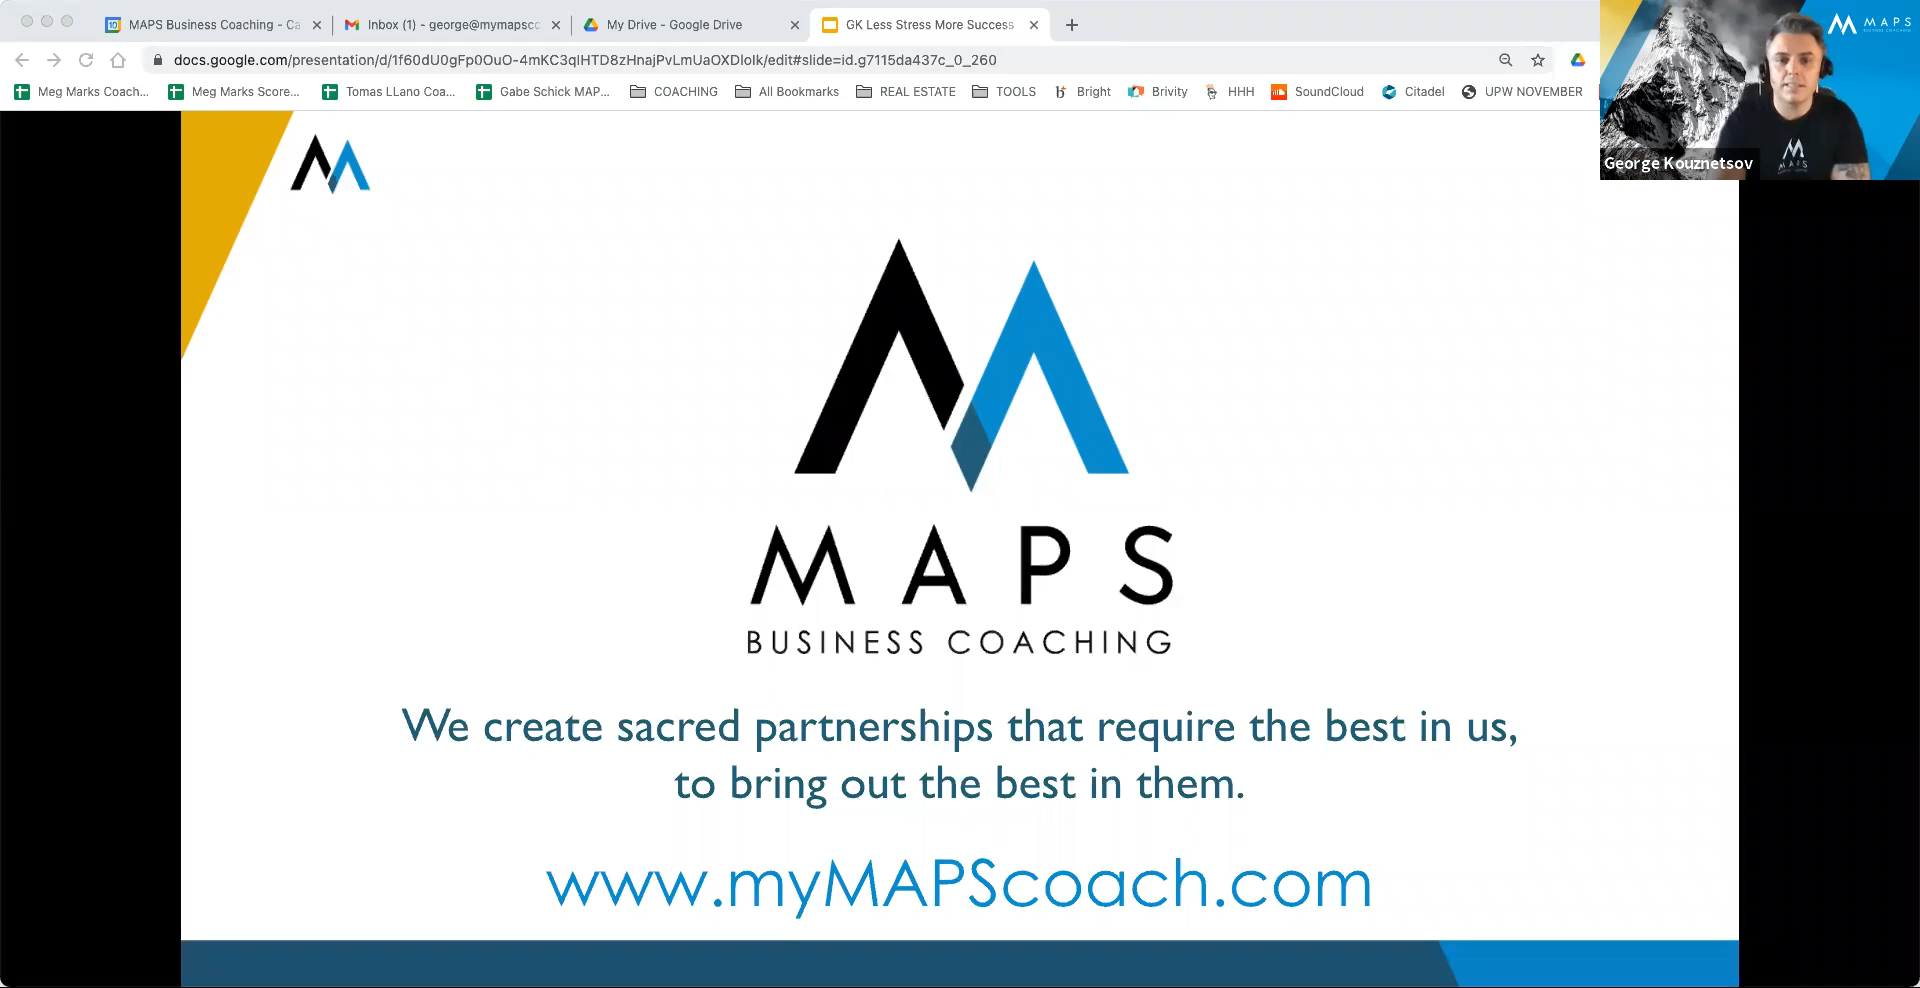 MAPS Business Coaching - Ca
Inbox (1) - george@mymapscc
My Drive - Google Drive
GK Less Stress More Success
docs.google.com/presentation/d/1f60dU0gFp0OuO-4mKC3qIHTD8zHnajPvLmUaOXDIoIk/edit#slide=id.g7115da437c_0_260
Meg Marks Coach...
Meg Marks Score...
Tomas LLano Coa...
Gabe Schick MAP...
COACHING
All Bookmarks
REAL ESTATE
TOOLS
Bright
Brivity
HHH
SoundCloud
Citadel
UPW NOVEMBER
MAPS
BUSINESS COACHING
MAPS
George Kouznetsov
MAPS
BUSINESS COACHING
We create sacred partnerships that require the best in us,
to bring out the best in them.
www.myMAPScoach.com